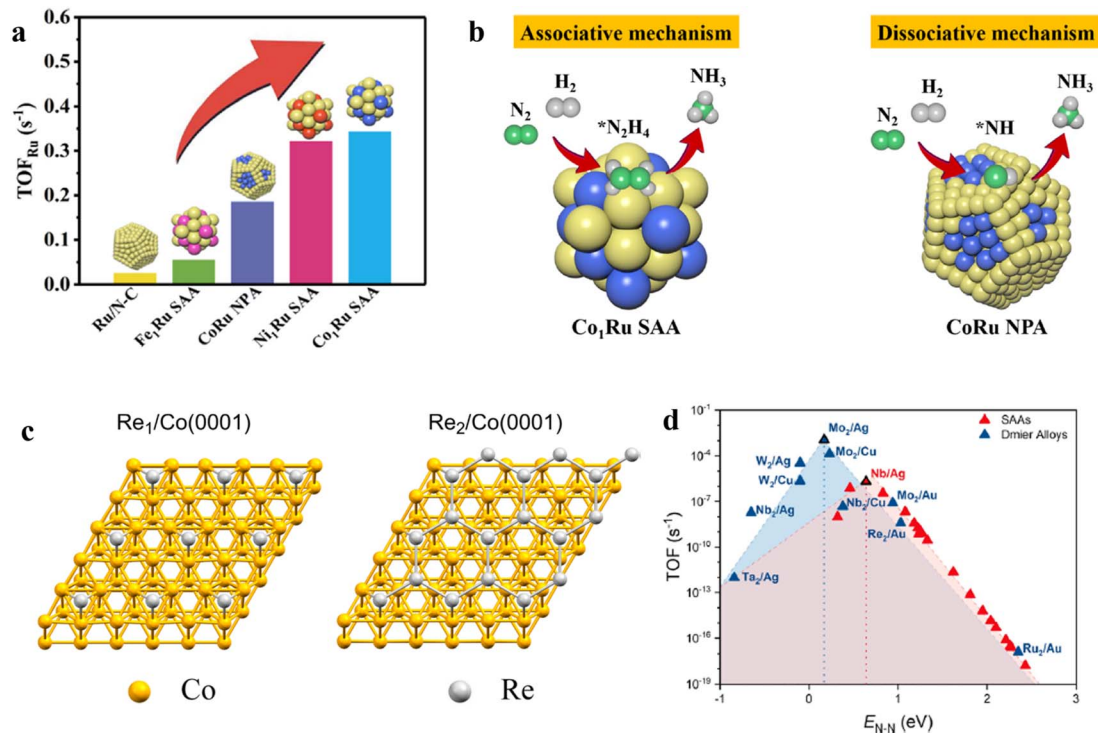 a
TOF_Ru (s⁻¹)
0.6
0.5
0.4
0.3
0.2
0.1
0.0
Ru/N-C
Fe₁Ru SAA
CoRu NPA
Ni₁Ru SAA
Co₁Ru SAA
b
Associative mechanism
H₂
N₂
*N₂H₄
NH₃
Co₁Ru SAA
Dissociative mechanism
H₂
N₂
*NH
NH₃
CoRu NPA
c
Re₁/Co(0001)
Re₂/Co(0001)
Co
Re
d
TOF (s⁻¹)
10⁻¹
10⁻⁴
10⁻⁷
10⁻¹⁰
10⁻¹³
10⁻¹⁶
10⁻¹⁹
SAAs
Dmier Alloys
Mo₂/Ag
Mo₂/Cu
W₂/Ag
W₂/Cu
Nb/Ag
Nb₂/Ag
Nb₂/Cu
Mo₂/Au
Re₂/Au
Ta₂/Ag
Ru₂/Au
-1
0
1
2
3
E_N-N (eV)